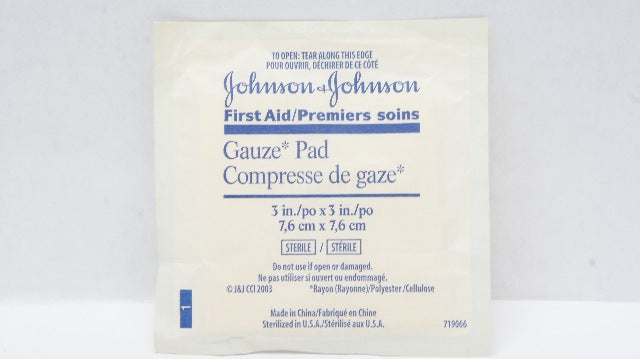 TO OPEN: TEAR ALONG THIS EDGE
POUR OUVRIR, DÉCHIRER DE CE CÔTÉ
Johnson & Johnson
First Aid/Premiers soins
Gauze* Pad
Compresse de gaze*
3 in./po x 3 in./po
7,6 cm x 7,6 cm
STERILE / STÉRILE
Do not use if open or damaged.
Ne pas utiliser si ouvert ou endommagé.
© J&J CCI 2003 *Rayon (Rayonne)/Polyester/Cellulose
1
Made in China/Fabriqué en Chine
Sterilized in U.S.A./Stérilisé aux U.S.A. 719066